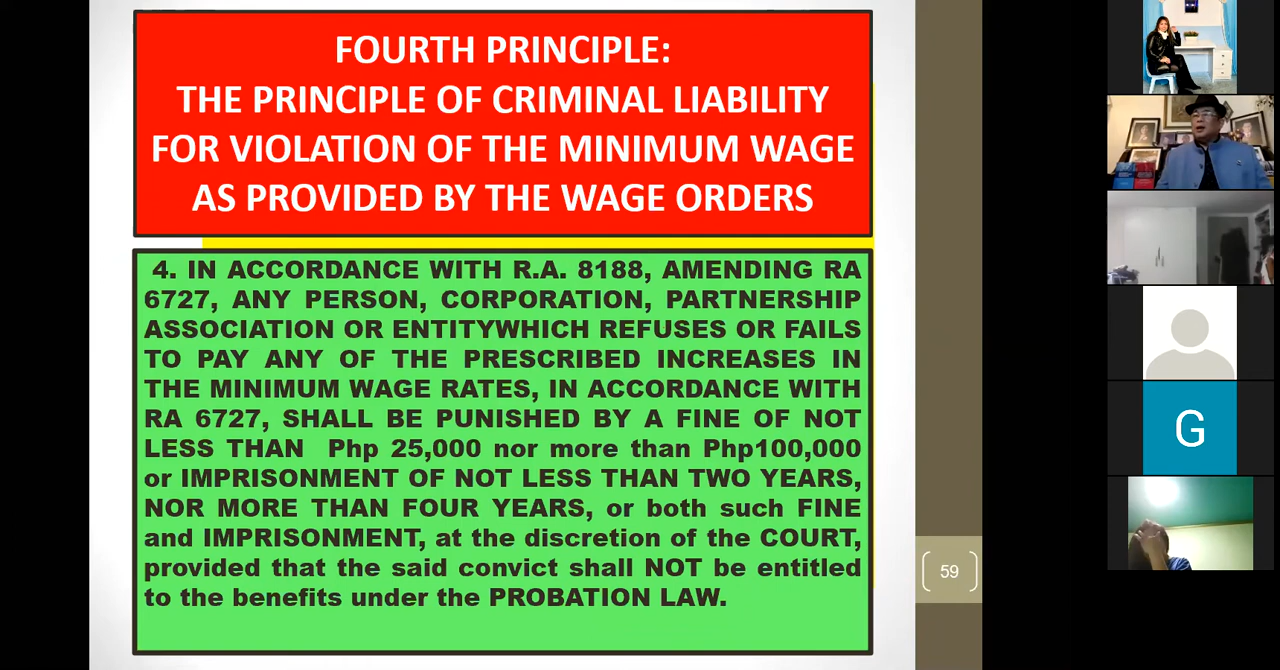 FOURTH PRINCIPLE:
THE PRINCIPLE OF CRIMINAL LIABILITY
FOR VIOLATION OF THE MINIMUM WAGE
AS PROVIDED BY THE WAGE ORDERS
4. IN ACCORDANCE WITH R.A. 8188, AMENDING RA
6727, ANY PERSON, CORPORATION, PARTNERSHIP
ASSOCIATION OR ENTITYWHICH REFUSES OR FAILS
TO PAY ANY OF THE PRESCRIBED INCREASES IN
THE MINIMUM WAGE RATES, IN ACCORDANCE WITH
RA 6727, SHALL BE PUNISHED BY A FINE OF NOT
LESS THAN Php 25,000 nor more than Php100,000
or IMPRISONMENT OF NOT LESS THAN TWO YEARS,
NOR MORE THAN FOUR YEARS, or both such FINE
and IMPRISONMENT, at the discretion of the COURT,
provided that the said convict shall NOT be entitled
to the benefits under the PROBATION LAW.
59
G